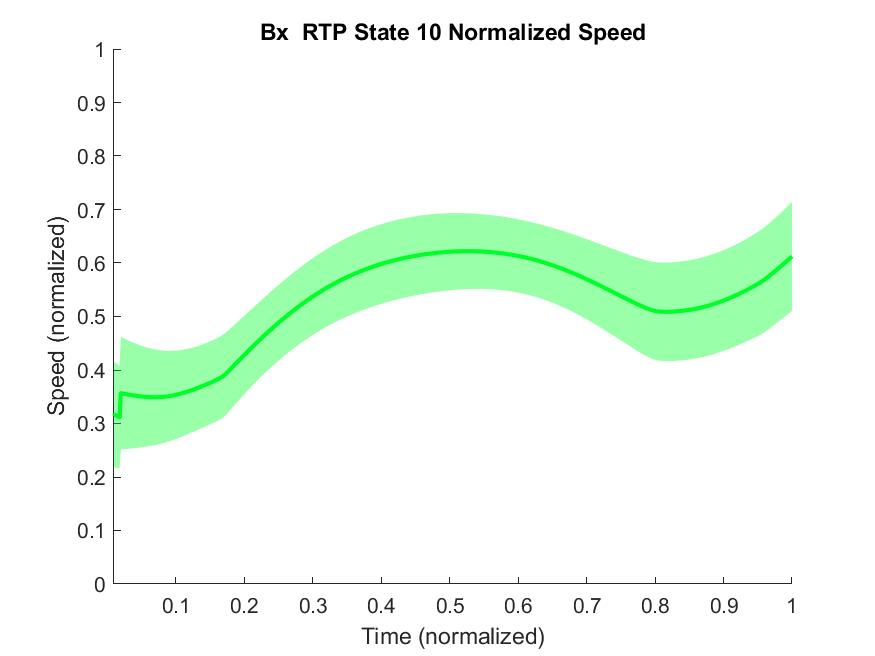 Bx  RTP State 10 Normalized Speed
1
0.9
0.8
0.7
0.6
0.5
0.4
0.3
0.2
0.1
0
Speed (normalized)
0.1 0.2 0.3 0.4 0.5 0.6 0.7 0.8 0.9 1
Time (normalized)